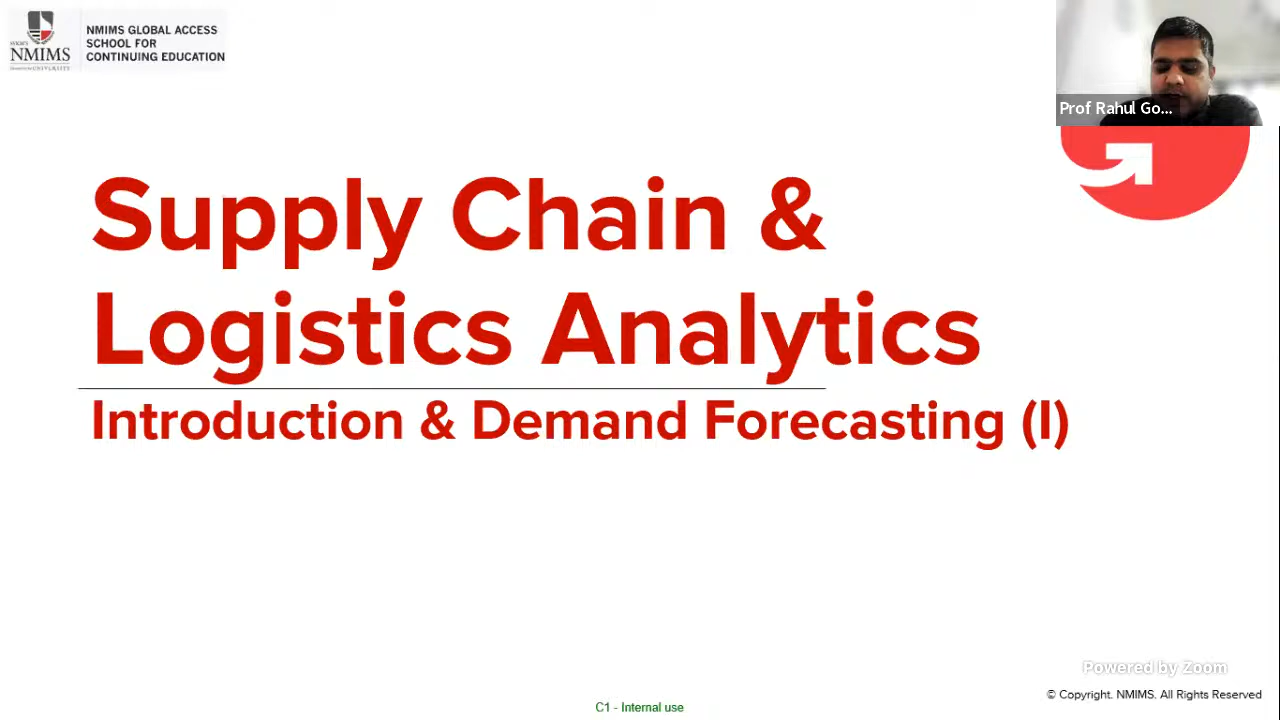 NMIMS
NMIMS GLOBAL ACCESS
SCHOOL FOR
CONTINUING EDUCATION
Prof Rahul Go...
Supply Chain &
Logistics Analytics
Introduction & Demand Forecasting (I)
Powered by Zoom
© Copyright. NMIMS. All Rights Reserved
C1 - Internal use